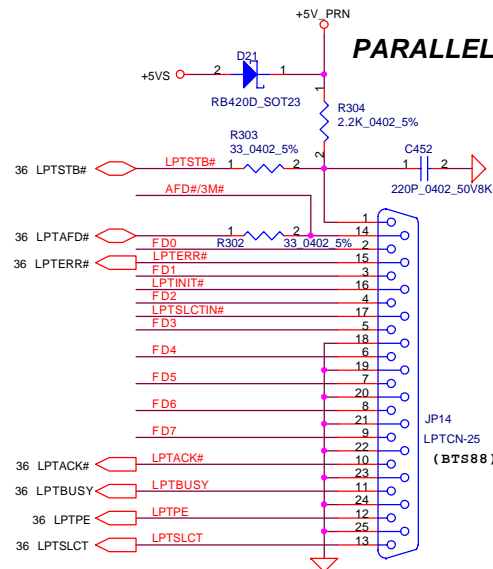 +5V_PRN
PARALLEL
D21
+5VS
2
1
RB420D_SOT23
1
R304
2.2K_0402_5%
2
R303
33_0402_5%
C452
36 LPTSTB#
LPTSTB#
1
2
1
2
220P_0402_50V8K
AFD#/3M#
1
36 LPTAFD#
1
2
14
FD0
R302
33_0402_5%
2
36 LPTERR#
LPTERR#
15
FD1
3
LPTINIT#
16
FD2
4
LPTSLCTIN#
17
FD3
5
18
FD4
6
19
FD5
7
20
FD6
8
21
JP14
FD7
9
LPTCN-25
22
(BTS88)
36 LPTACK#
LPTACK#
10
23
36 LPTBUSY
LPTBUSY
11
24
36 LPTPE
LPTPE
12
25
36 LPTSLCT
LPTSLCT
13